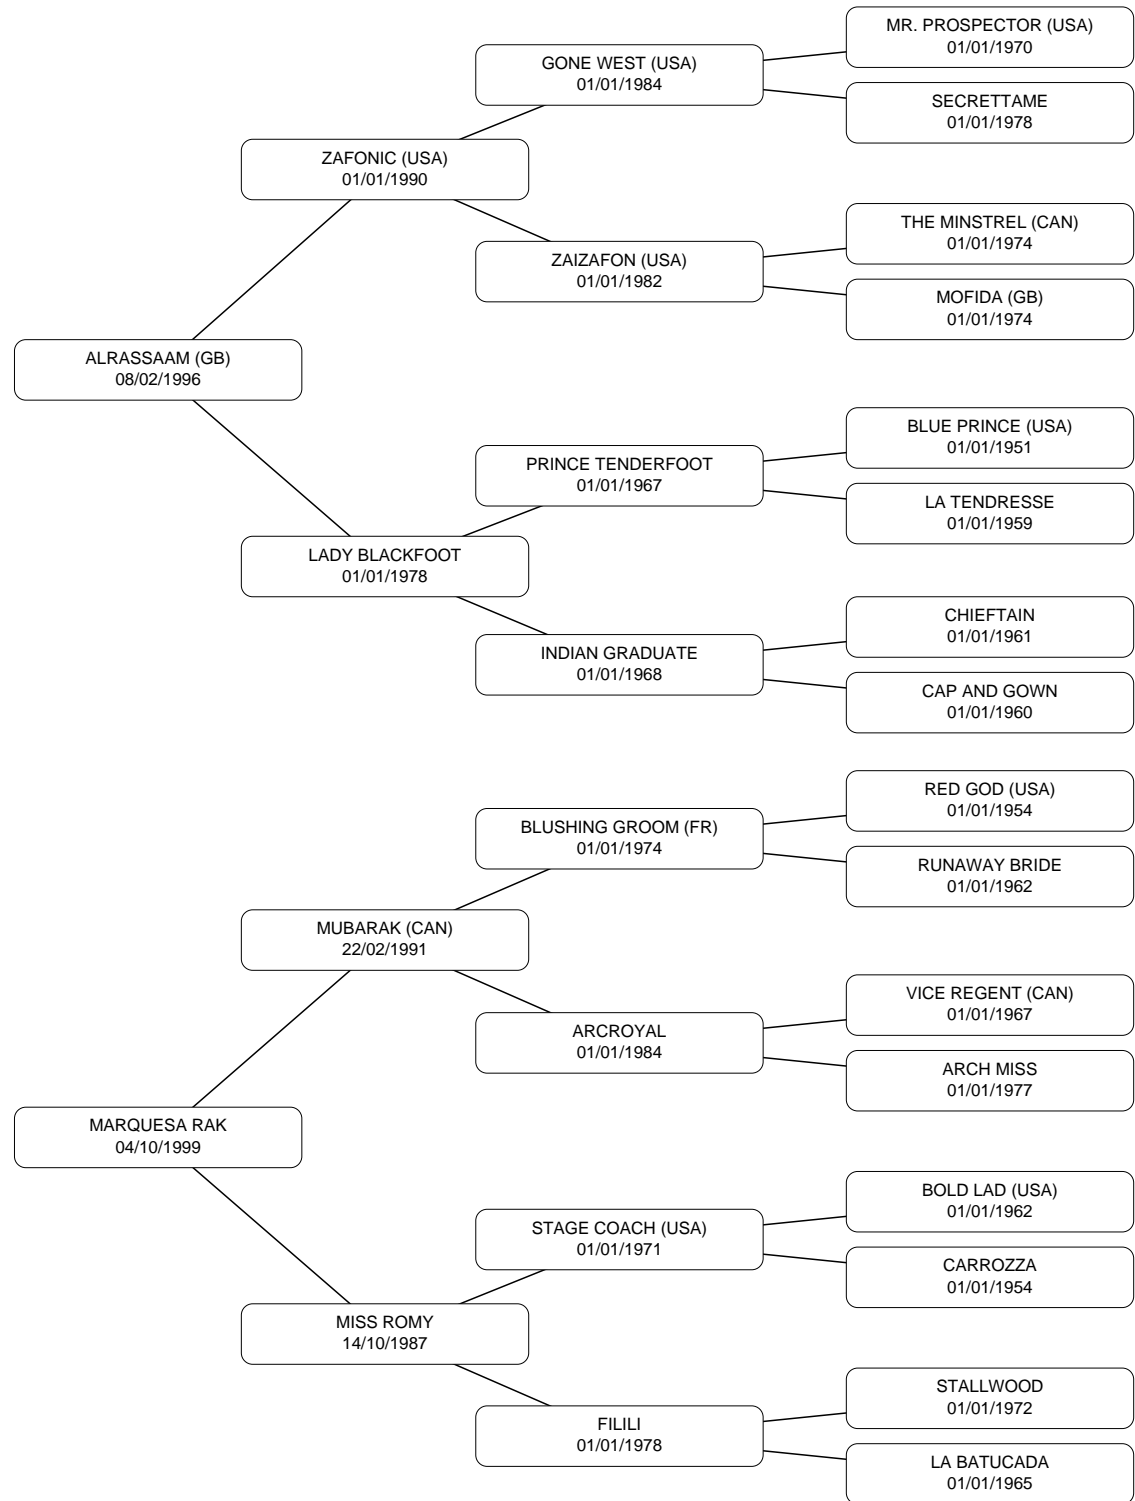 MR. PROSPECTOR (USA)
01/01/1970
GONE WEST (USA)
01/01/1984
SECRETTAME
01/01/1978
ZAFONIC (USA)
01/01/1990
THE MINSTREL (CAN)
01/01/1974
ZAIZAFON (USA)
01/01/1982
MOFIDA (GB)
01/01/1974
ALRASSAAM (GB)
08/02/1996
BLUE PRINCE (USA)
01/01/1951
PRINCE TENDERFOOT
01/01/1967
LA TENDRESSE
01/01/1959
LADY BLACKFOOT
01/01/1978
CHIEFTAIN
01/01/1961
INDIAN GRADUATE
01/01/1968
CAP AND GOWN
01/01/1960
RED GOD (USA)
01/01/1954
BLUSHING GROOM (FR)
01/01/1974
RUNAWAY BRIDE
01/01/1962
MUBARAK (CAN)
22/02/1991
VICE REGENT (CAN)
01/01/1967
ARCROYAL
01/01/1984
ARCH MISS
01/01/1977
MARQUESA RAK
04/10/1999
BOLD LAD (USA)
01/01/1962
STAGE COACH (USA)
01/01/1971
CARROZZA
01/01/1954
MISS ROMY
14/10/1987
STALLWOOD
01/01/1972
FILILI
01/01/1978
LA BATUCADA
01/01/1965